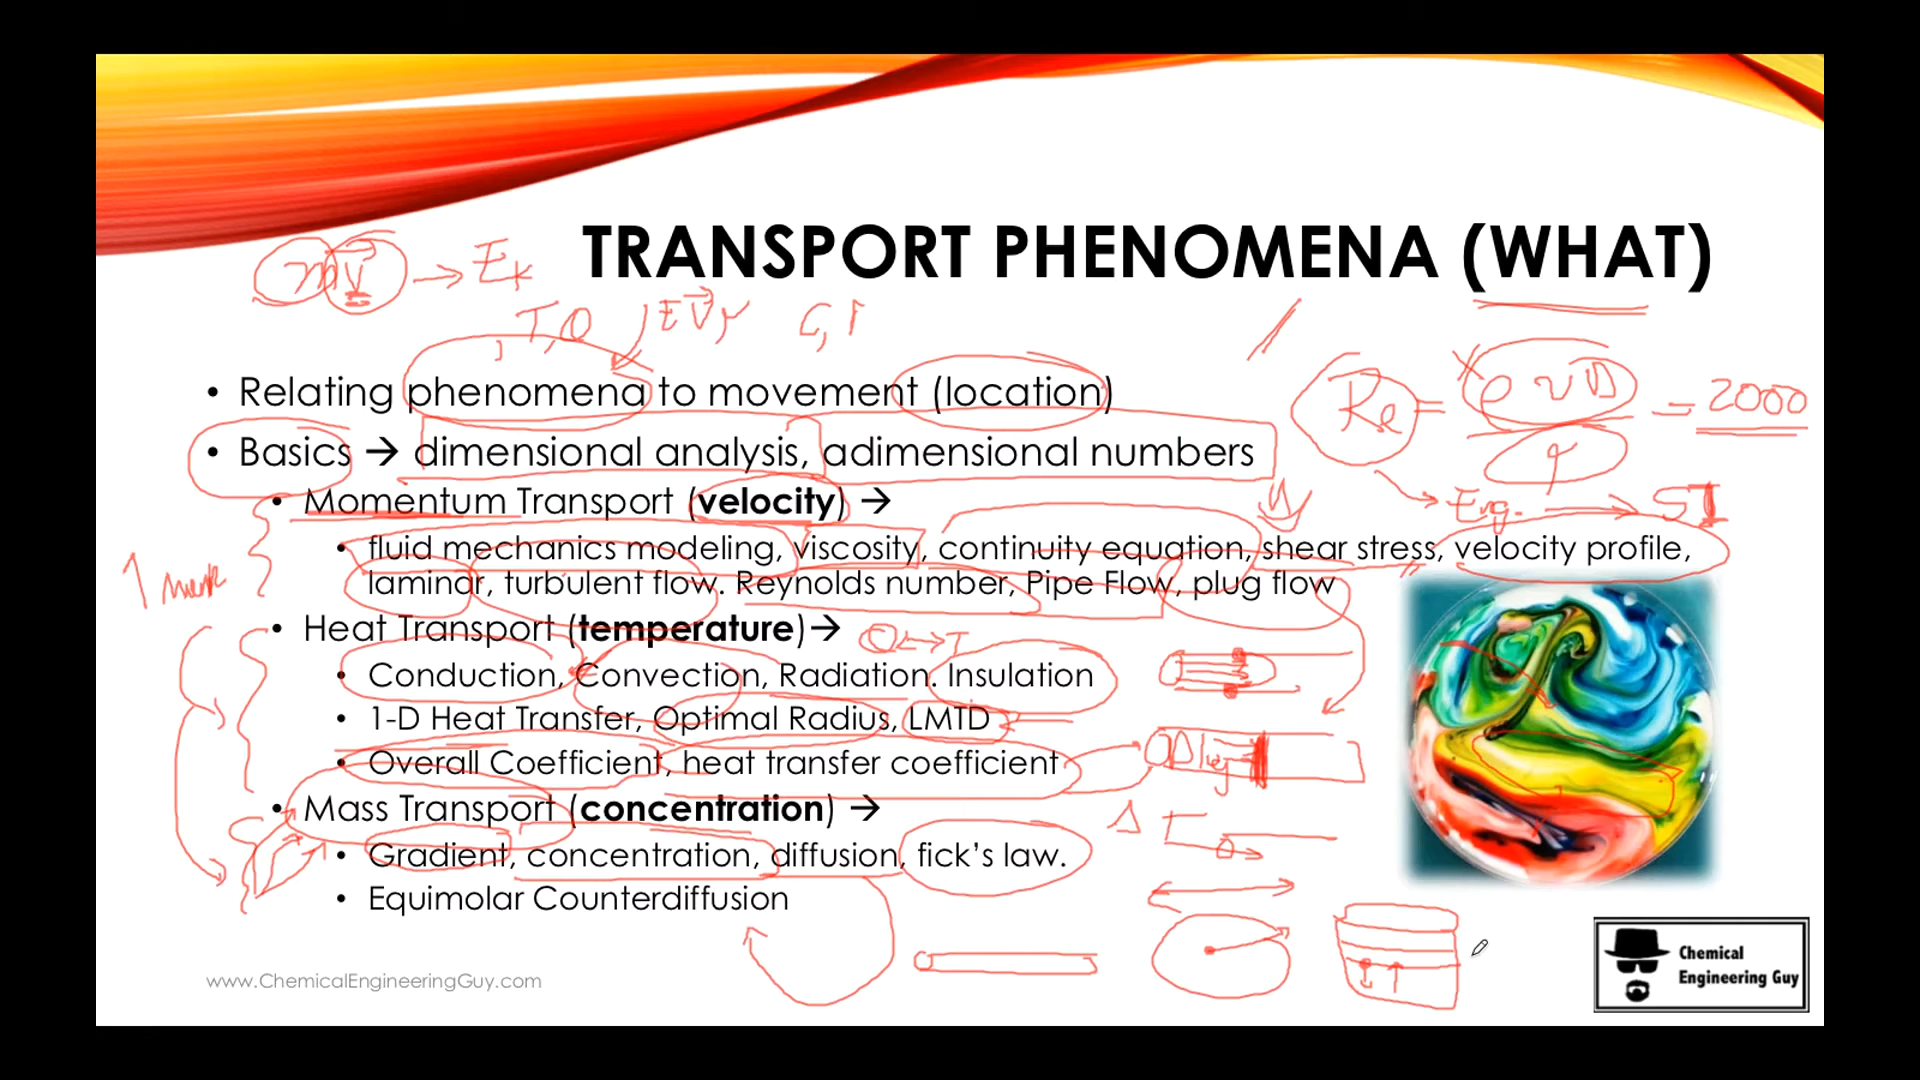 TRANSPORT PHENOMENA (WHAT)
mv → Ek
T, Q
• Relating phenomena to movement (location)
Re = ρvD = 2000
• Basics → dimensional analysis, adimensional numbers
• Momentum Transport (velocity) →
Eng. → SI
• fluid mechanics modeling, viscosity, continuity equation, shear stress, velocity profile,
laminar, turbulent flow. Reynolds number, Pipe Flow, plug flow
• Heat Transport (temperature)→
Q↔T
• Conduction, Convection, Radiation. Insulation
• 1-D Heat Transfer, Optimal Radius, LMTD
• Overall Coefficient, heat transfer coefficient
• Mass Transport (concentration) →
• Gradient, concentration, diffusion, fick's law.
• Equimolar Counterdiffusion
www.ChemicalEngineeringGuy.com
Chemical
Engineering Guy